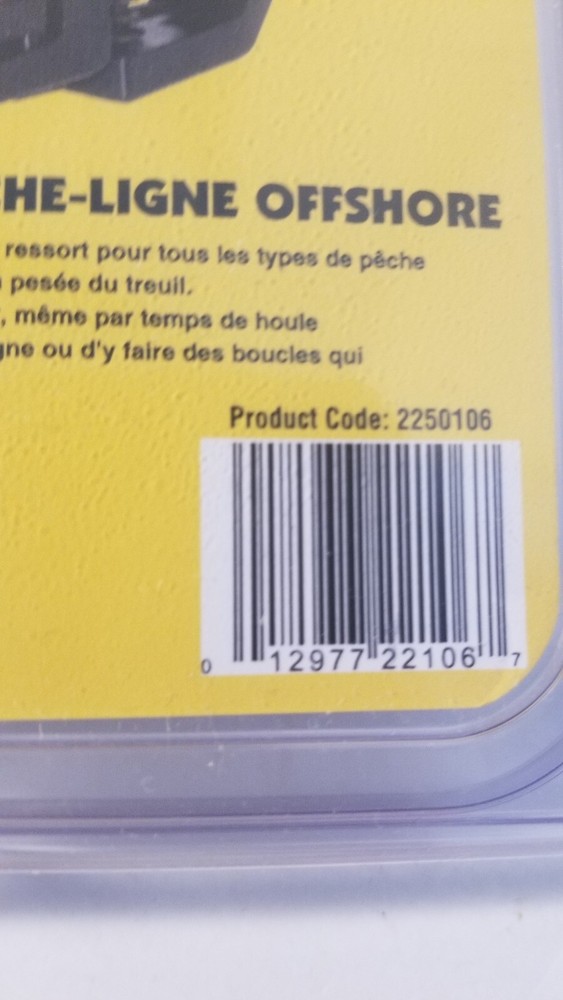 HE-LIGNE OFFSHORE
ressort pour tous les types de pêche
pesée du treuil.
, même par temps de houle
gne ou d'y faire des boucles qui
Product Code: 2250106
0 12977 22106 7